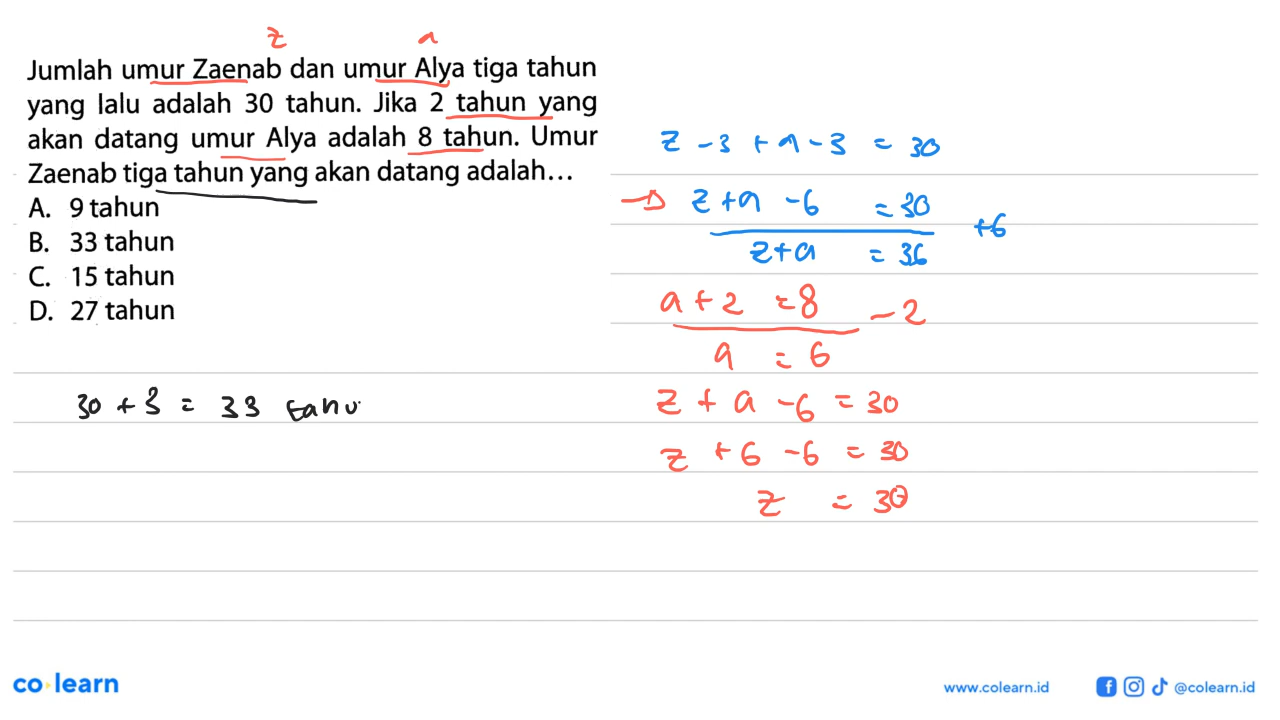 z a
Jumlah umur Zaenab dan umur Alya tiga tahun
yang lalu adalah 30 tahun. Jika 2 tahun yang
akan datang umur Alya adalah 8 tahun. Umur
Zaenab tiga tahun yang akan datang adalah...
A. 9 tahun
B. 33 tahun
C. 15 tahun
D. 27 tahun
30 + 3 = 33 tahu
z - 3 + a - 3 = 30
z + a - 6 = 30
+6
z + a = 36
a + 2 = 8 - 2
a = 6
z + a - 6 = 30
z + 6 - 6 = 30
z = 30
co learn
www.colearn.id
@colearn.id